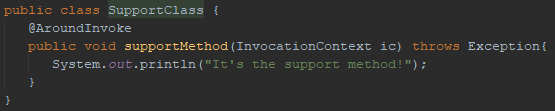 public class SupportClass {
@AroundInvoke
public void supportMethod(InvocationContext ic) throws Exception{
System.out.println("It's the support method!");
}
}